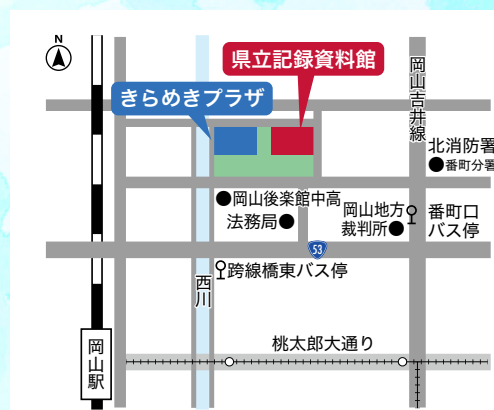 N
県立記録資料館
きらめきプラザ
岡山吉井線
北消防署
番町分署
岡山後楽館中高
法務局
岡山地方
裁判所
番町口
バス停
53
跨線橋東バス停
西川
桃太郎大通り
岡山駅